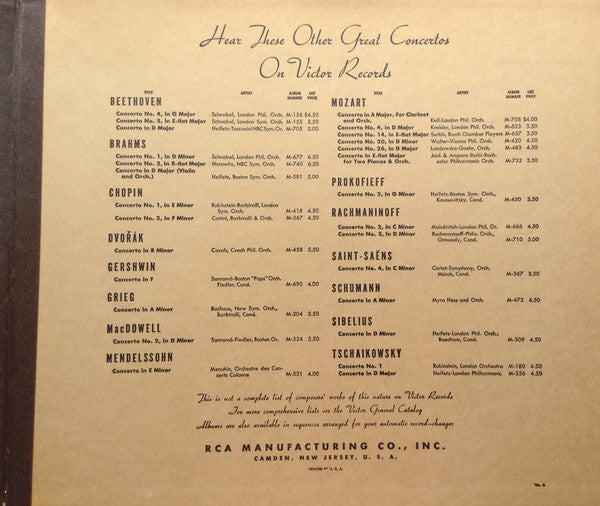 Hear These Other Great Concertos
On Victor Records
TITLE ARTIST ALBUM NUMBER LIST PRICE
BEETHOVEN
Concerto No. 4, in G Major Schnabel, London Phil. Orch. M-156 $4.50
Concerto No. 5, in E-flat Major Schnabel, London Sym. Orch. M-155 5.50
Concerto in D Major Heifetz-Toscanini NBC Sym. Or. M-705 5.00
BRAHMS
Concerto No. 1, in D Minor Schnabel, London Phil. Orch. M-677 6.50
Concerto No. 2, in B-flat Major Horowitz, NBC Sym. Orch. M-740 6.50
Concerto in D Major (Violin
and Orch.) Heifetz, Boston Sym. Orch. M-581 5.00
CHOPIN
Concerto No. 1, in E Minor Rubinstein-Barbirolli, London
Sym. Orch. M-418 4.50
Concerto No. 2, in F Minor Cortot, Barbirolli & Orch. M-567 4.50
DVOŘÁK
Concerto in B Minor Casals, Czech Phil. Orch. M-458 5.50
GERSHWIN
Concerto in F Sanromá-Boston "Pops" Orch.
Fiedler, Cond. M-690 4.00
GRIEG
Concerto in A Minor Bachaus, New Sym. Orch.,
Barbirolli, Cond. M-204 3.50
MacDOWELL
Concerto No. 2, in D Minor Sanromá-Fiedler, Boston Or. M-324 5.50
MENDELSSOHN
Concerto in E Minor Menuhin, Orchestre des Con-
certs Colonne M-531 4.00
TITLE ARTIST ALBUM NUMBER LIST PRICE
MOZART
Concerto in A Major, For Clarinet
and Orch. Kell-London Phil. Orch. M-708 $4.00
Concerto No. 4, in D Major Kreisler, London Phil. Orch. M-623 3.50
Concerto No. 14, in E-flat Major Serkin, Busch Chamber Players M-657 3.50
Concerto No. 20, in D Minor Walter-Vienna Phil. Orch. M-420 4.50
Concerto No. 26, in D Major Landowska-Goehr, Orch. M-483 4.50
Concerto in E-flat Major
for Two Pianos & Orch. José & Amparo Iturbi-Roch-
ester Philharmonic Orch. M-732 3.50
PROKOFIEFF
Concerto No. 2, in G Minor Heifetz-Boston Sym. Orch.,
Koussevitzky, Cond. M-450 3.50
RACHMANINOFF
Concerto No. 2, in C Minor Moiséivitch-London Phil. Or. M-666 4.50
Concerto No. 3, in D Minor Rachmaninoff-Phila. Orch.,
Ormandy, Cond. M-710 5.00
SAINT-SAËNS
Concerto No. 4, in C Minor Cortot-Symphony, Orch.
Münch, Cond. M-367 3.50
SCHUMANN
Concerto in A Minor Myra Hess and Orch. M-473 4.50
SIBELIUS
Concerto in D Minor Heifetz-London Phil. Or.,
Beecham, Cond. M-309 4.50
TSCHAIKOWSKY
Concerto No. 1 Rubinstein, London Orchestra M-180 4.50
Concerto in D Major Heifetz-London Philharmonic M-356 4.50
This is not a complete list of composers' works of this nature on Victor Records
For more comprehensive lists see the Victor General Catalog
Albums are also available in sequences arranged for your automatic record-changer
RCA MANUFACTURING CO., INC.
CAMDEN, NEW JERSEY, U. S. A.
PRINTED IN U. S. A.